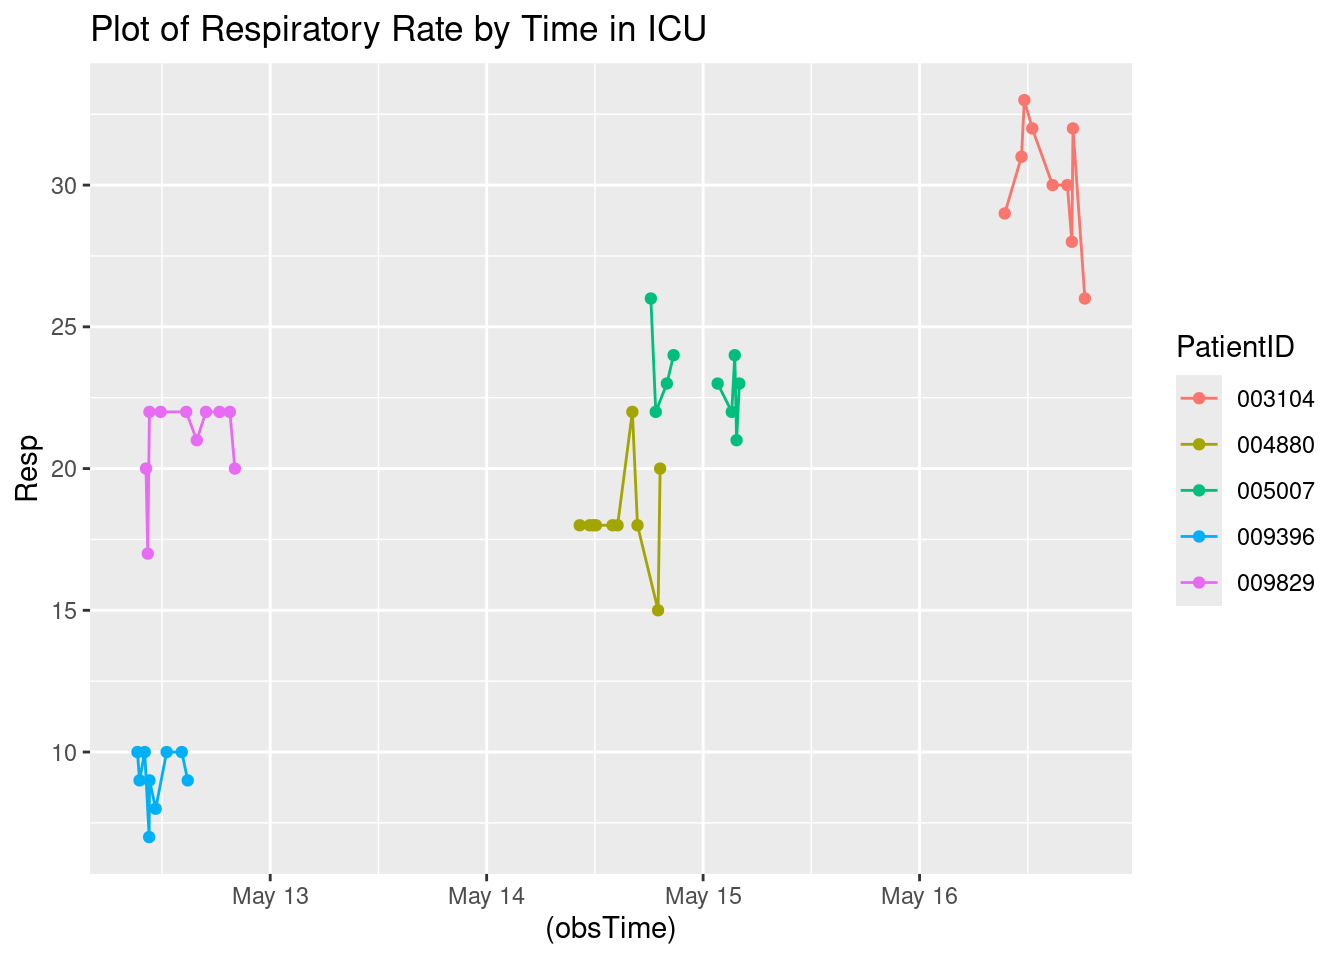 Plot of Respiratory Rate by Time in ICU
Resp
30
25
20
15
10
May 13
May 14
May 15
May 16
(obsTime)
PatientID
003104
004880
005007
009396
009829